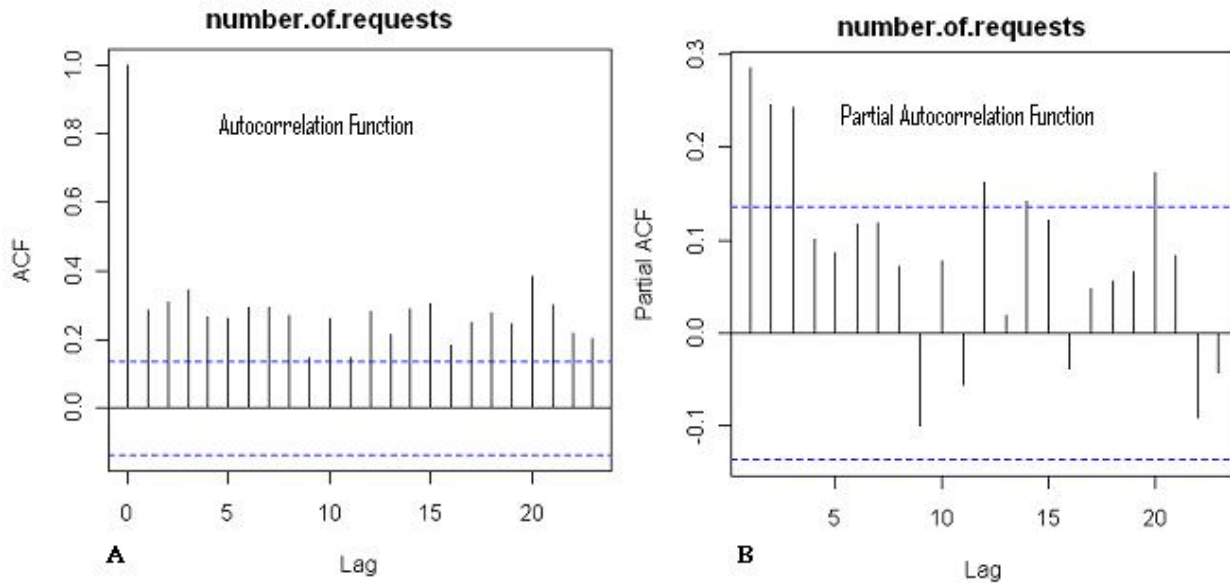 number.of.requests
Autocorrelation Function
ACF
1.0
0.8
0.6
0.4
0.2
0.0
0 5 10 15 20
A
Lag
number.of.requests
Partial Autocorrelation Function
Partial ACF
0.3
0.2
0.1
0.0
-0.1
5 10 15 20
B
Lag